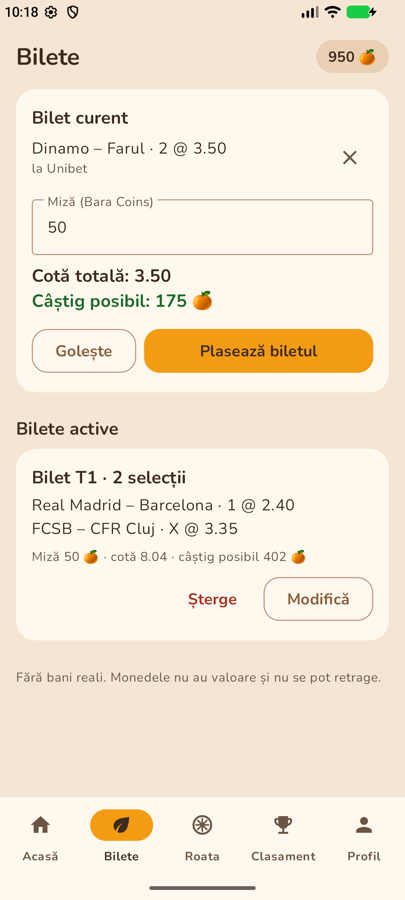 10:18
Bilete
950 🍊
Bilet curent
Dinamo – Farul · 2 @ 3.50
la Unibet
Miză (Bara Coins)
50
Cotă totală: 3.50
Câștig posibil: 175 🍊
Golește
Plasează biletul
Bilete active
Bilet T1 · 2 selecții
Real Madrid – Barcelona · 1 @ 2.40
FCSB – CFR Cluj · X @ 3.35
Miză 50 🍊 · cotă 8.04 · câștig posibil 402 🍊
Șterge
Modifică
Fără bani reali. Monedele nu au valoare și nu se pot retrage.
Acasă
Bilete
Roata
Clasament
Profil